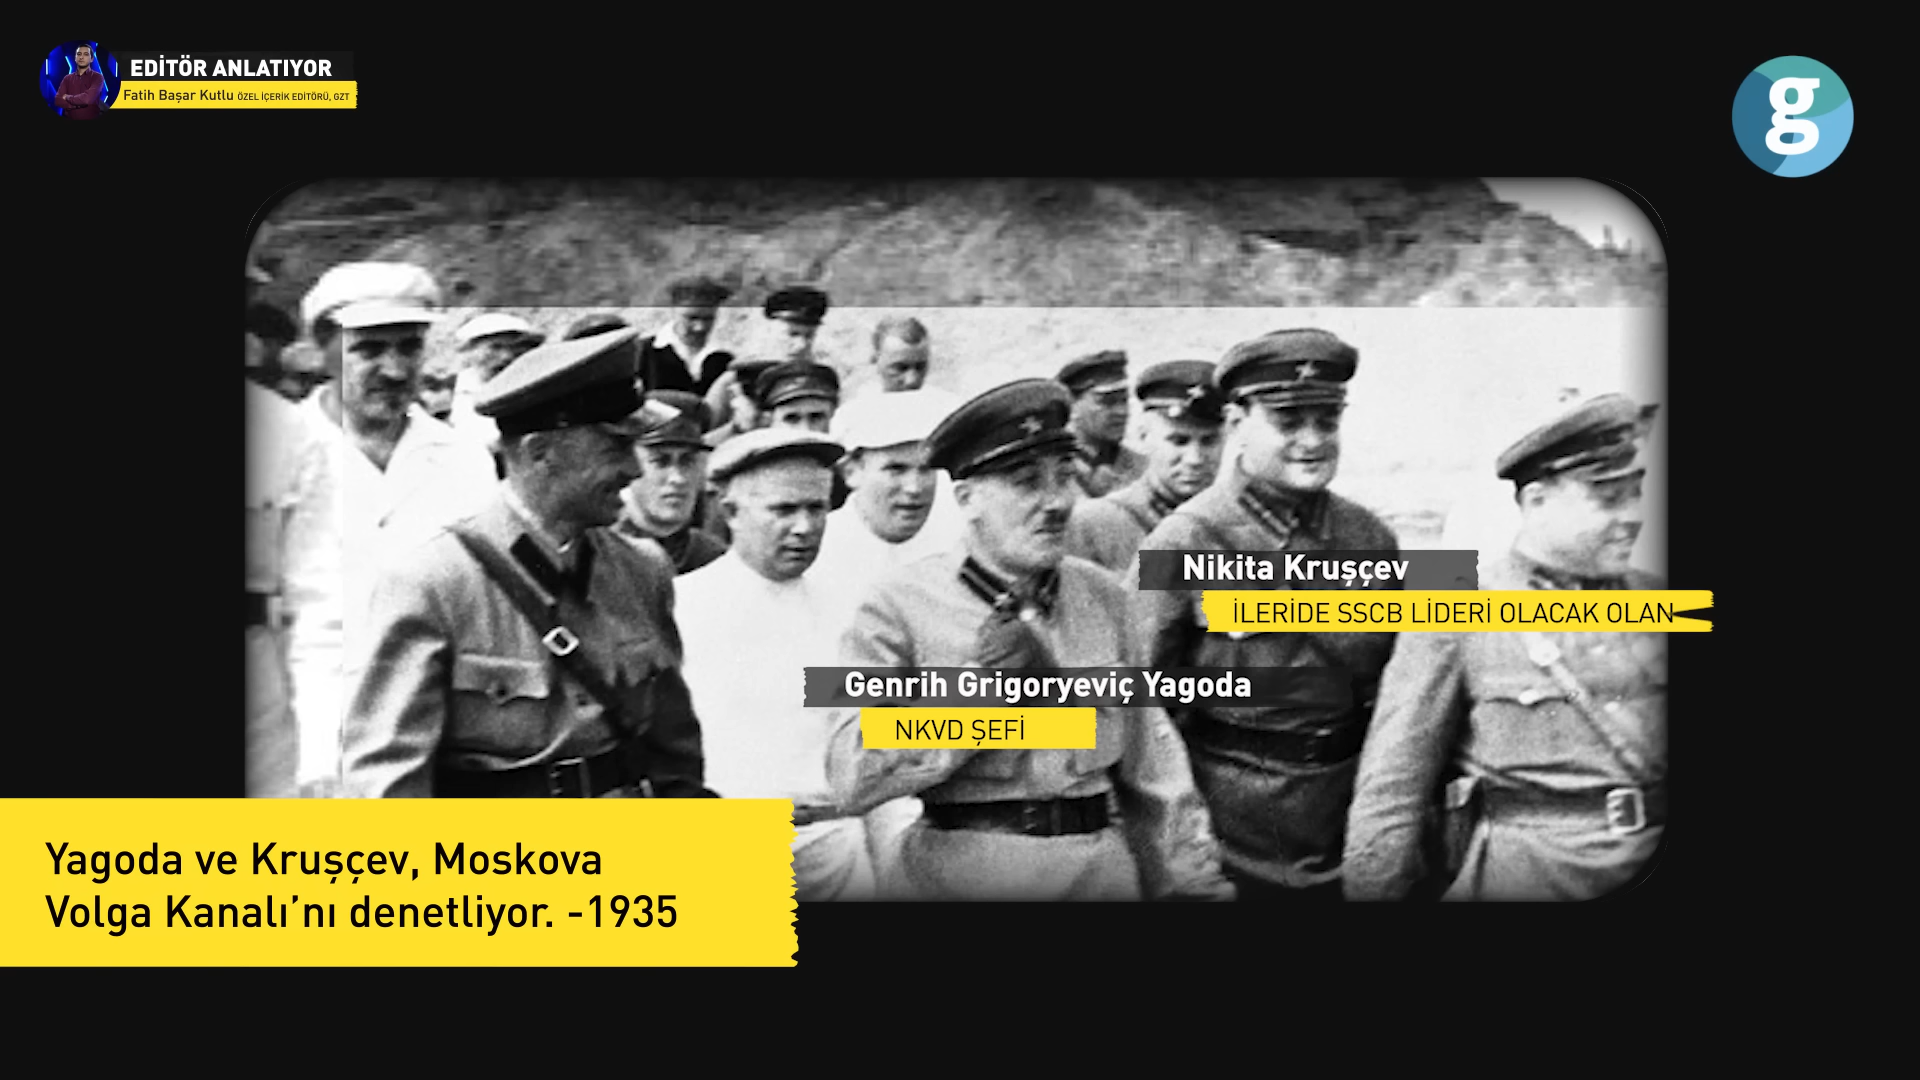 EDİTÖR ANLATIYOR
Fatih Başar Kutlu ÖZEL İÇERİK EDİTÖRÜ, GZT
g
Nikita Kruşçev
İLERİDE SSCB LİDERİ OLACAK OLAN
Genrih Grigoryeviç Yagoda
NKVD ŞEFİ
Yagoda ve Kruşçev, Moskova
Volga Kanalı’nı denetliyor. -1935